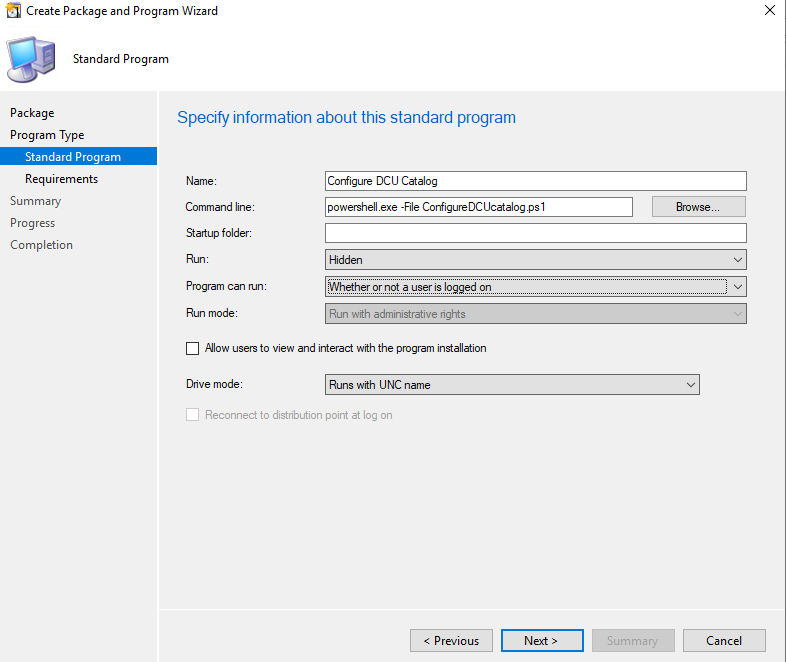 Create Package and Program Wizard
Standard Program
Package
Program Type
Standard Program
Requirements
Summary
Progress
Completion
Specify information about this standard program
Name: Configure DCU Catalog
Command line: powershell.exe -File ConfigureDCUcatalog.ps1 Browse...
Startup folder:
Run: Hidden
Program can run: Whether or not a user is logged on
Run mode: Run with administrative rights
Allow users to view and interact with the program installation
Drive mode: Runs with UNC name
Reconnect to distribution point at log on
< Previous Next > Summary Cancel